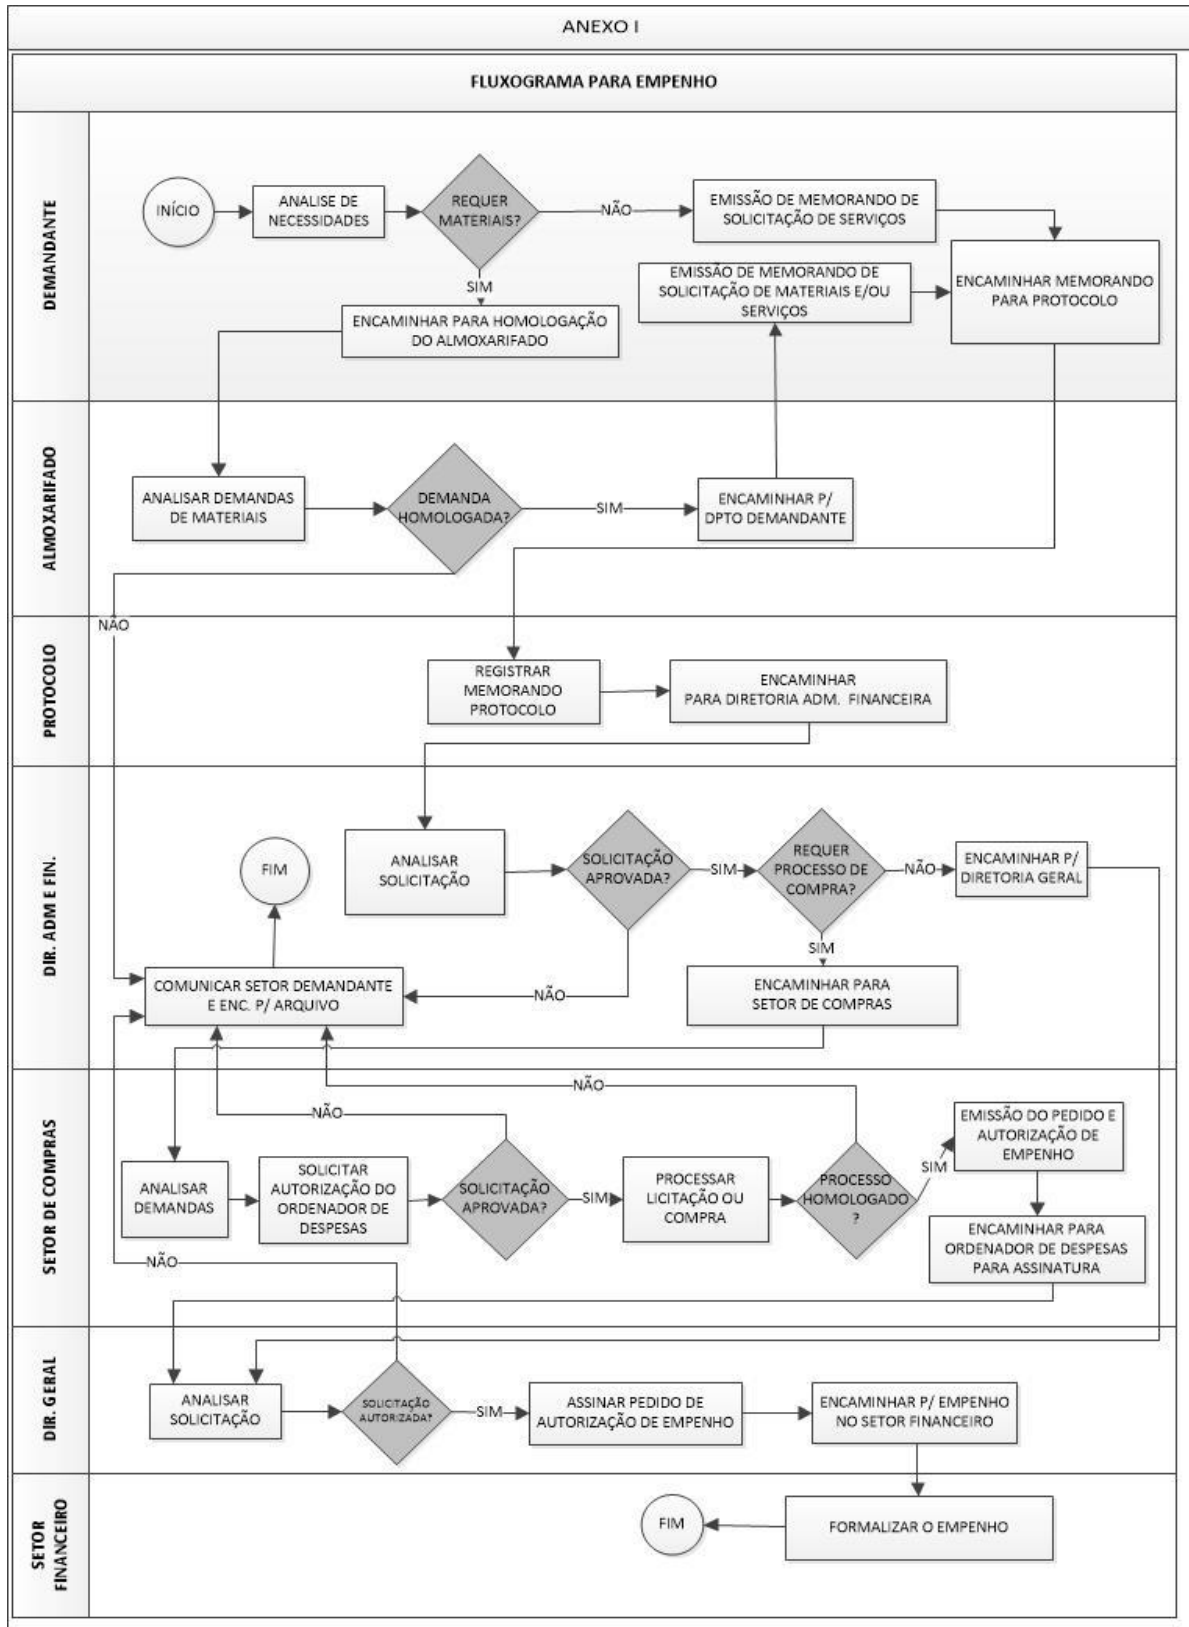 ANEXO I
FLUXOGRAMA PARA EMPENHO
DEMANDANTE
INÍCIO
ANALISE DE
NECESSIDADES
REQUER
MATERIAIS?
NÃO
EMISSÃO DE MEMORANDO DE
SOLICITAÇÃO DE SERVIÇOS
SIM
EMISSÃO DE MEMORANDO DE
SOLICITAÇÃO DE MATERIAIS E/OU
SERVIÇOS
ENCAMINHAR MEMORANDO
PARA PROTOCOLO
ENCAMINHAR PARA HOMOLOGAÇÃO
DO ALMOXARIFADO
ALMOXARIFADO
ANALISAR DEMANDAS
DE MATERIAIS
DEMANDA
HOMOLOGADA?
SIM
ENCAMINHAR P/
DPTO DEMANDANTE
NÃO
PROTOCOLO
REGISTRAR
MEMORANDO
PROTOCOLO
ENCAMINHAR
PARA DIRETORIA ADM. FINANCEIRA
DIR. ADM E FIN.
FIM
ANALISAR
SOLICITAÇÃO
SOLICITAÇÃO
APROVADA?
SIM
REQUER
PROCESSO DE
COMPRA?
NÃO
ENCAMINHAR P/
DIRETORIA GERAL
SIM
COMUNICAR SETOR DEMANDANTE
E ENC. P/ ARQUIVO
NÃO
ENCAMINHAR PARA
SETOR DE COMPRAS
SETOR DE COMPRAS
NÃO
NÃO
ANALISAR
DEMANDAS
SOLICITAR
AUTORIZAÇÃO DO
ORDENADOR DE
DESPESAS
SOLICITAÇÃO
APROVADA?
SIM
PROCESSAR
LICITAÇÃO OU
COMPRA
PROCESSO
HOMOLOGADO
?
SIM
EMISSÃO DO PEDIDO E
AUTORIZAÇÃO DE
EMPENHO
ENCAMINHAR PARA
ORDENADOR DE DESPESAS
PARA ASSINATURA
NÃO
DIR. GERAL
ANALISAR
SOLICITAÇÃO
SOLICITAÇÃO
AUTORIZADA?
SIM
ASSINAR PEDIDO DE
AUTORIZAÇÃO DE EMPENHO
ENCAMINHAR P/ EMPENHO
NO SETOR FINANCEIRO
SETOR
FINANCEIRO
FIM
FORMALIZAR O EMPENHO